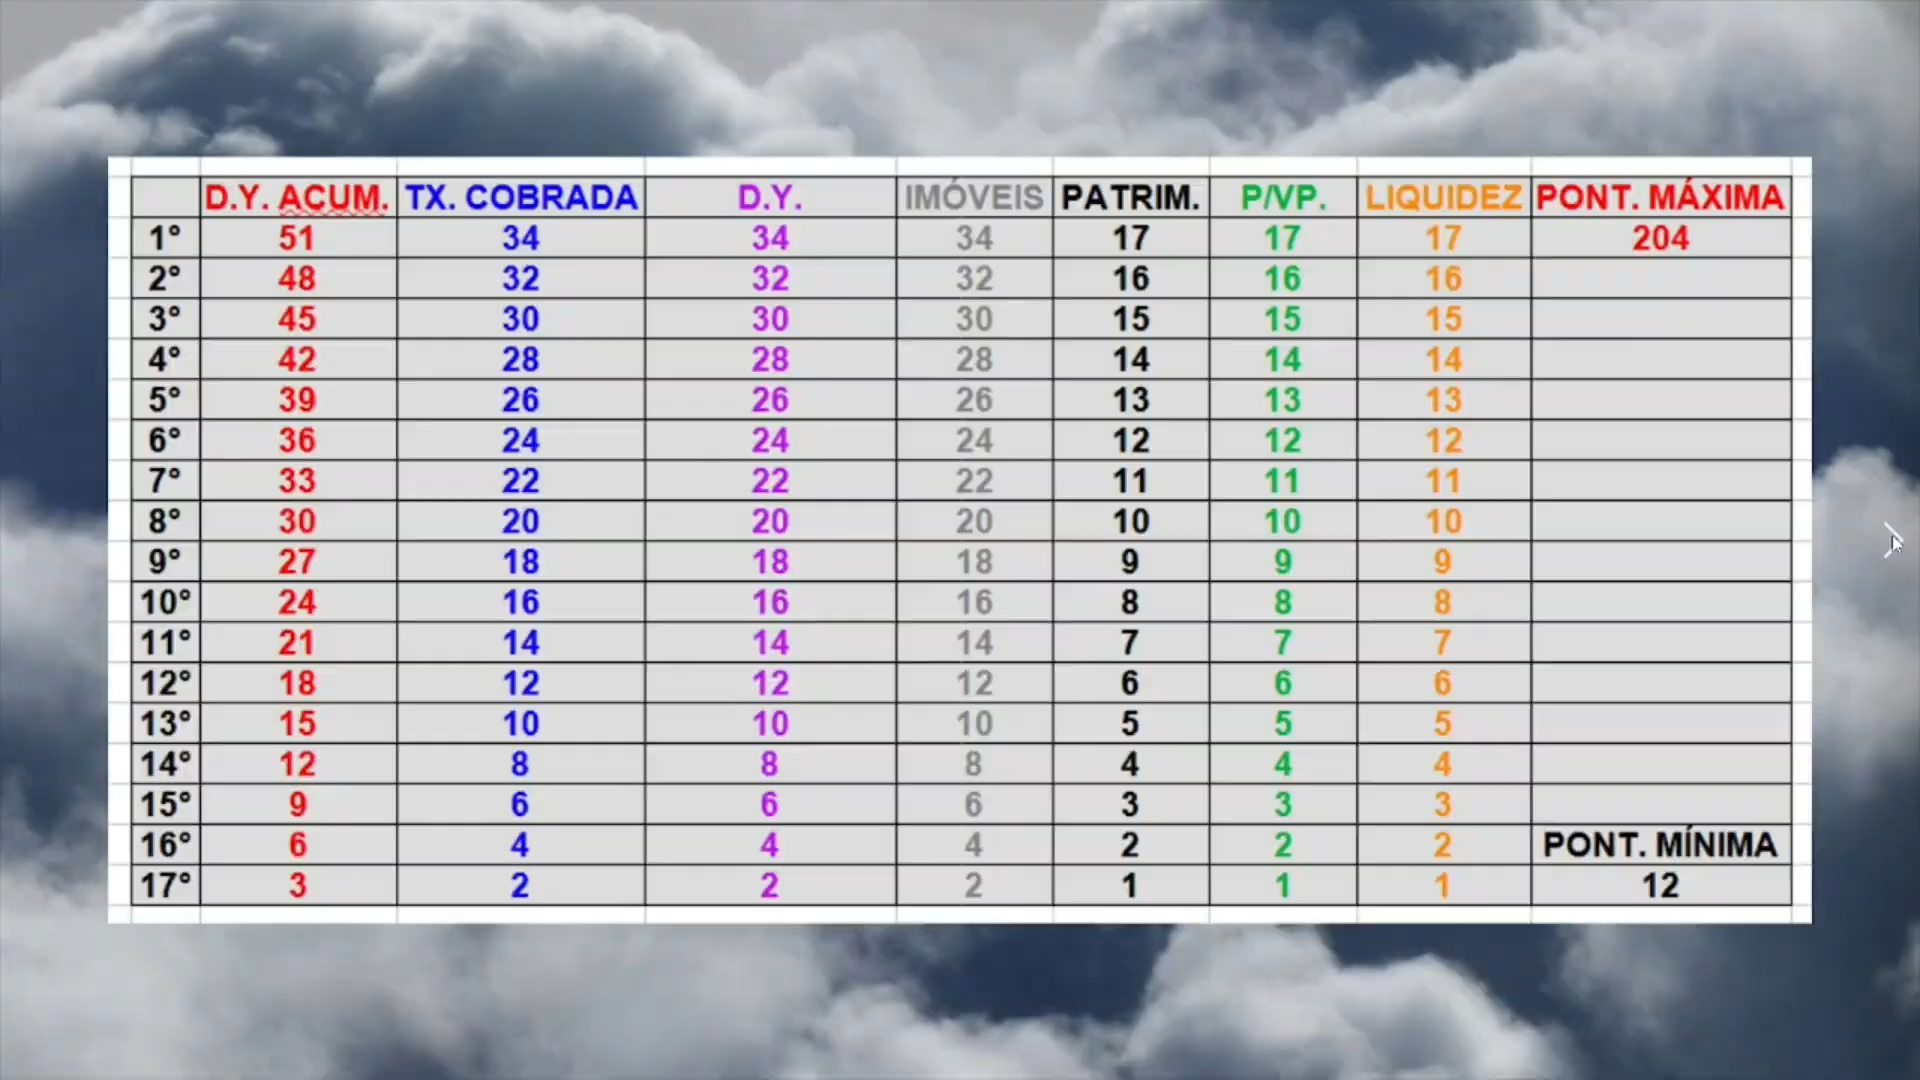 D.Y. ACUM. TX. COBRADA D.Y. IMÓVEIS PATRIM. P/VP. LIQUIDEZ PONT. MÁXIMA
1° 51 34 34 34 17 17 17 204
2° 48 32 32 32 16 16 16
3° 45 30 30 30 15 15 15
4° 42 28 28 28 14 14 14
5° 39 26 26 26 13 13 13
6° 36 24 24 24 12 12 12
7° 33 22 22 22 11 11 11
8° 30 20 20 20 10 10 10
9° 27 18 18 18 9 9 9
10° 24 16 16 16 8 8 8
11° 21 14 14 14 7 7 7
12° 18 12 12 12 6 6 6
13° 15 10 10 10 5 5 5
14° 12 8 8 8 4 4 4
15° 9 6 6 6 3 3 3
16° 6 4 4 4 2 2 2 PONT. MÍNIMA
17° 3 2 2 2 1 1 1 12